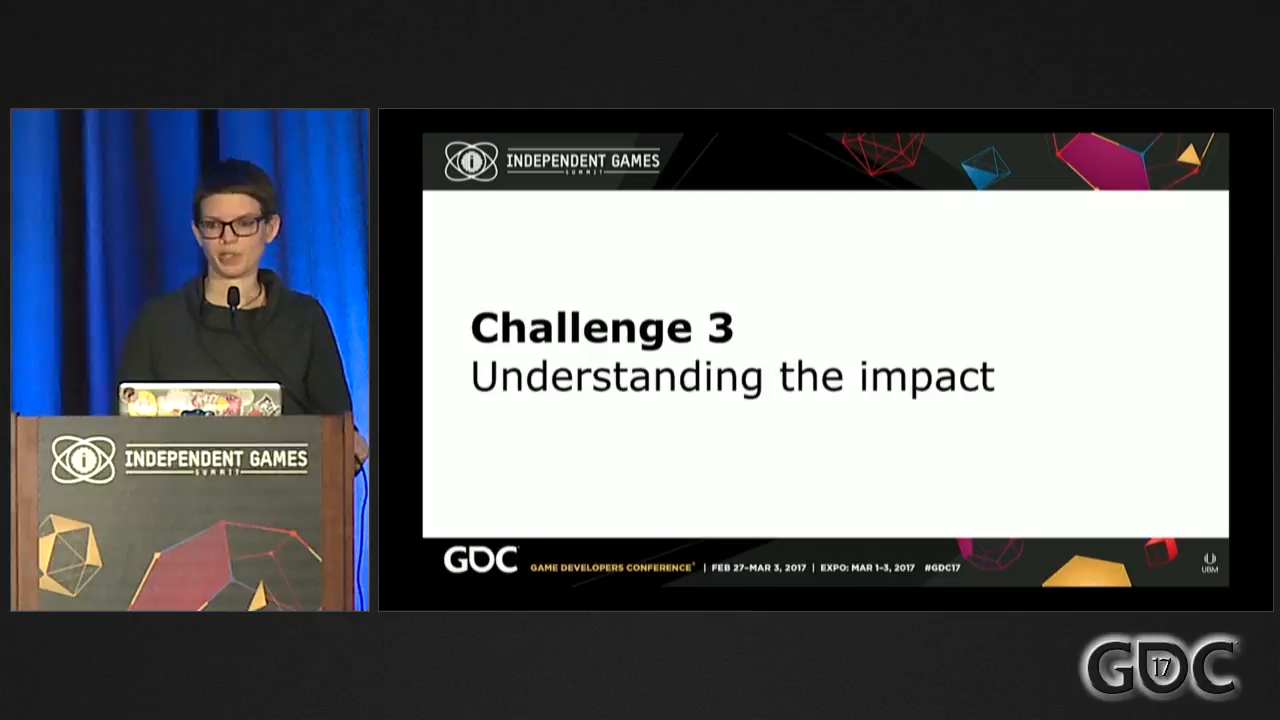 INDEPENDENT GAMES
SUMMIT
Challenge 3
Understanding the impact
INDEPENDENT GAMES
SUMMIT
GDC GAME DEVELOPERS CONFERENCE® | FEB 27-MAR 3, 2017 | EXPO: MAR 1-3, 2017 #GDC17
UBM
GDC
17